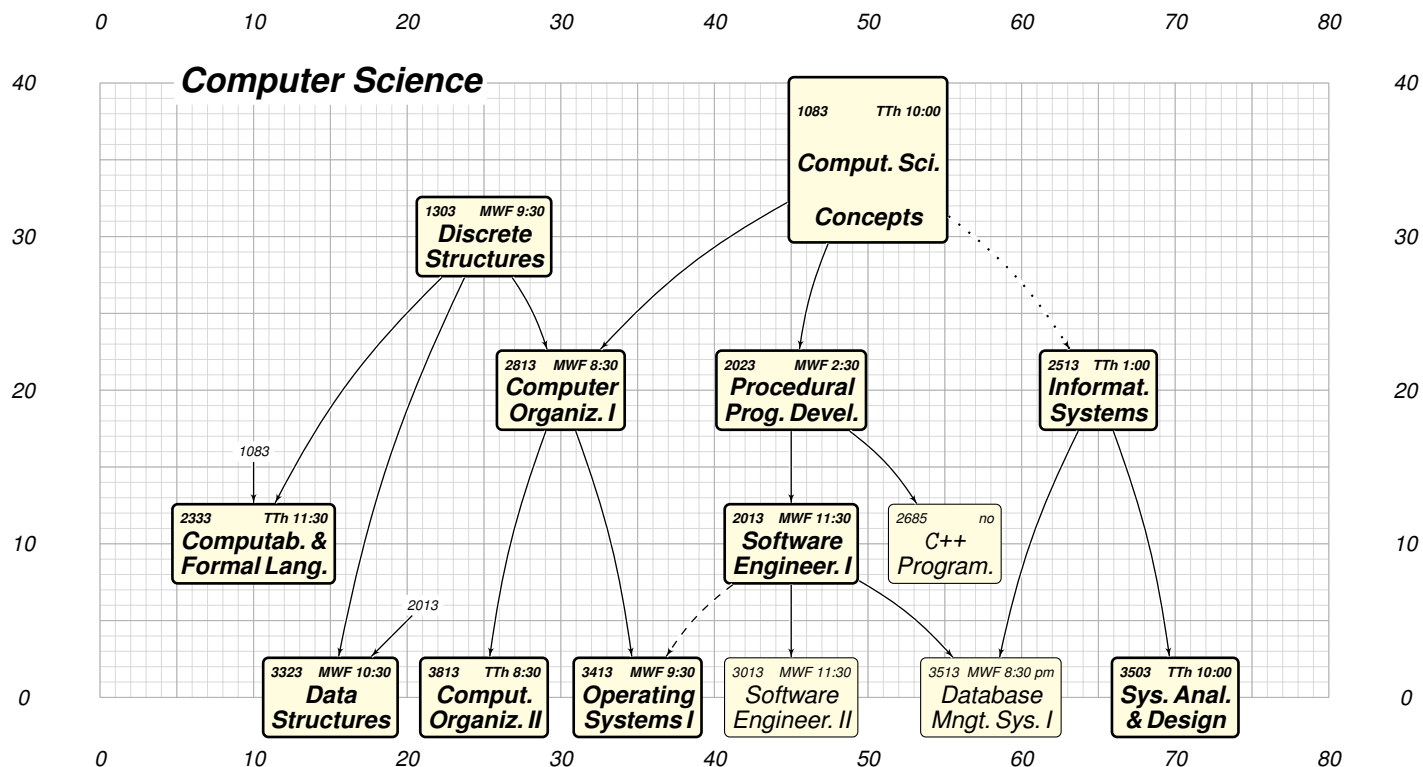 0 10 20 30 40 50 60 70 80
Computer Science
40 40
1083 TTh 10:00
Comput. Sci.
Concepts
1303 MWF 9:30
Discrete
Structures
30 30
2813 MWF 8:30
Computer
Organiz. I
2023 MWF 2:30
Procedural
Prog. Devel.
2513 TTh 1:00
Informat.
Systems
20 20
1083
2333 TTh 11:30
Computab. &
Formal Lang.
2013 MWF 11:30
Software
Engineer. I
2685 no
C++
Program.
10 10
2013
3323 MWF 10:30
Data
Structures
3813 TTh 8:30
Comput.
Organiz. II
3413 MWF 9:30
Operating
Systems I
3013 MWF 11:30
Software
Engineer. II
3513 MWF 8:30 pm
Database
Mngt. Sys. I
3503 TTh 10:00
Sys. Anal.
& Design
0 0
0 10 20 30 40 50 60 70 80